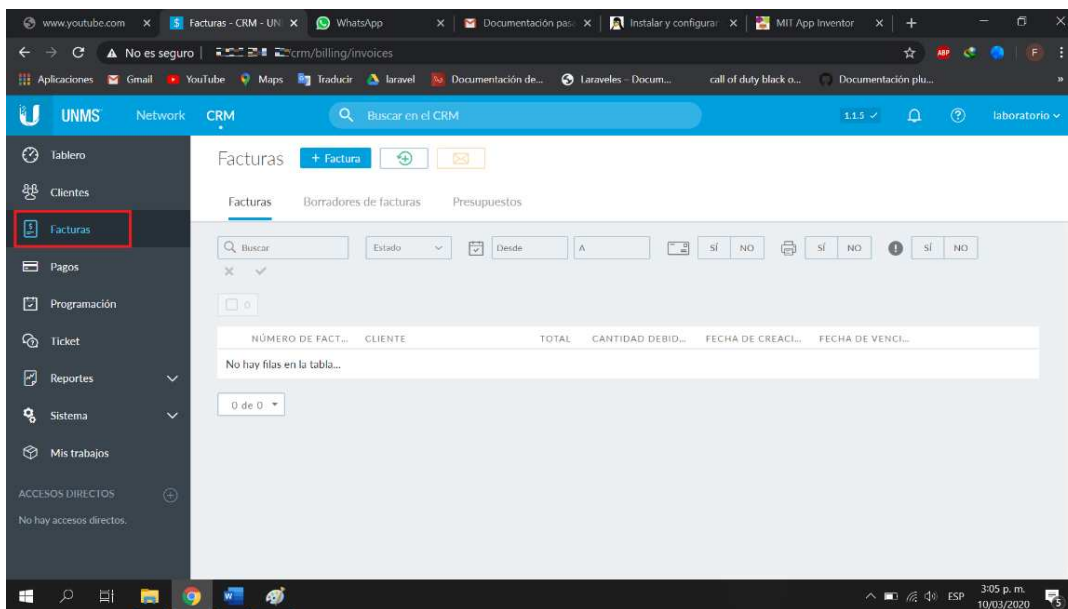 www.youtube.com
Facturas - CRM - UN
WhatsApp
Documentación pas
Instalar y configurar
MIT App Inventor
No es seguro
crm/billing/invoices
ABP
F
Aplicaciones
Gmail
YouTube
Maps
Traducir
laravel
Documentación de...
Laraveles – Docum...
call of duty black o...
Documentación plu...
»
UNMS
Network
CRM
Buscar en el CRM
1.1.5
laboratorio
Tablero
Clientes
Facturas
Pagos
Programación
Ticket
Reportes
Sistema
Mis trabajos
ACCESOS DIRECTOS
No hay accesos directos.
Facturas
+ Factura
Facturas
Borradores de facturas
Presupuestos
Buscar
Estado
Desde
A
SÍ NO
SÍ NO
SÍ NO
0
NÚMERO DE FACT... CLIENTE TOTAL CANTIDAD DEBID... FECHA DE CREACI... FECHA DE VENCI...
No hay filas en la tabla...
0 de 0
ESP
3:05 p. m.
10/03/2020
5